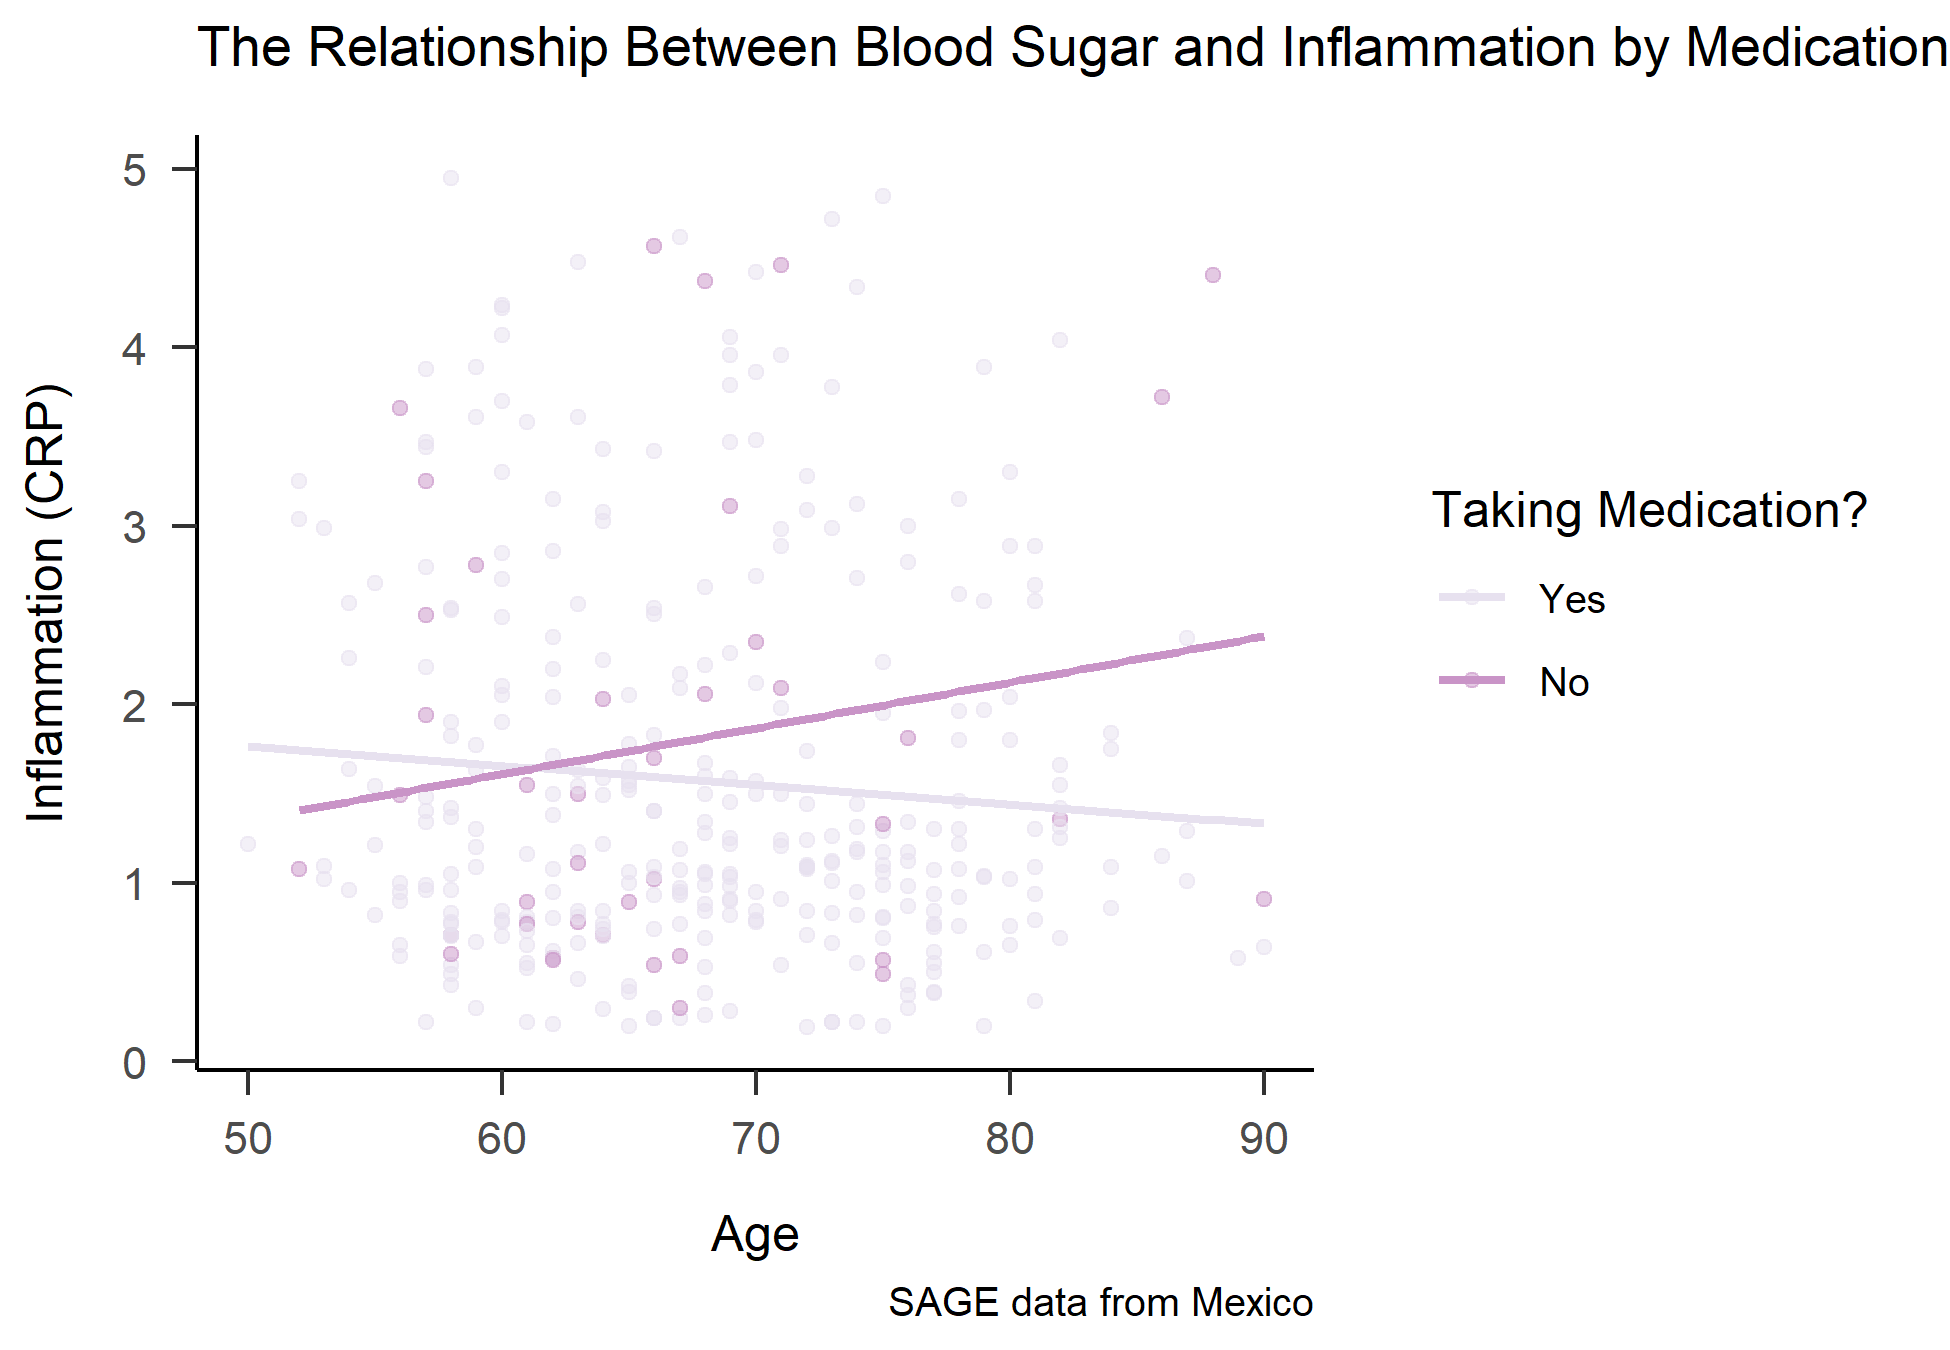 The Relationship Between Blood Sugar and Inflammation by Medication
5
4
3
2
1
0
Inflammation (CRP)
50 60 70 80 90
Age
SAGE data from Mexico
Taking Medication?
Yes
No